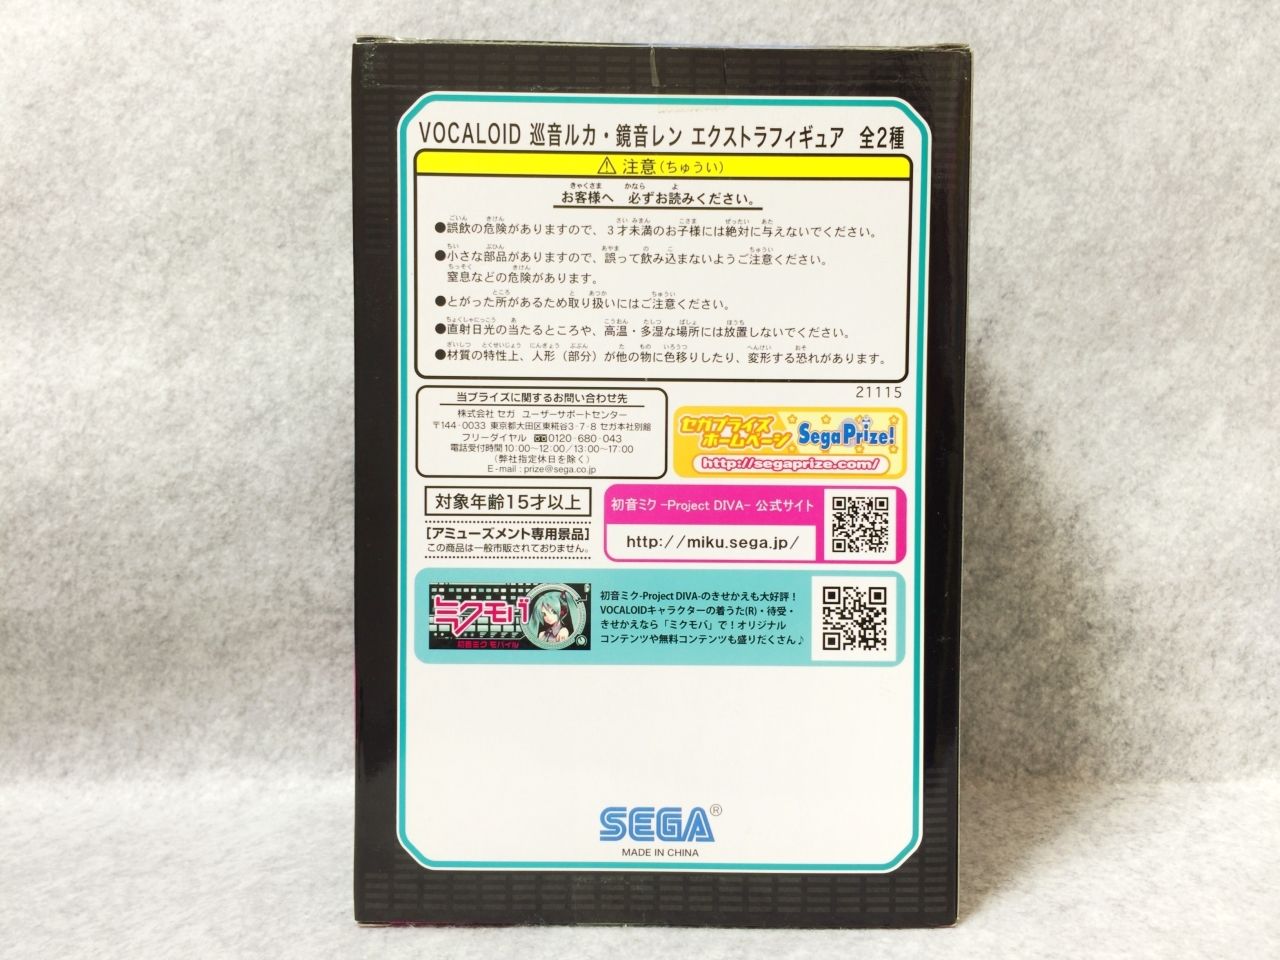 VOCALOID 巡音ルカ・鏡音レン エクストラフィギュア 全2種
⚠ 注意(ちゅうい)
お客様へ 必ずお読みください。
●誤飲の危険がありますので、3才未満のお子様には絶対に与えないでください。
●小さな部品がありますので、誤って飲み込まないようご注意ください。
窒息などの危険があります。
●とがった所があるため取り扱いにはご注意ください。
●直射日光の当たるところや、高温・多湿な場所には放置しないでください。
●材質の特性上、人形(部分)が他の物に色移りしたり、変形する恐れがあります。
21115
当プライズに関するお問い合わせ先
株式会社 セガ ユーザーサポートセンター
〒144-0033 東京都大田区東糀谷3-7-8 セガ本社別館
フリーダイヤル 0120-680-043
電話受付時間 10:00~12:00/13:00~17:00
(弊社指定休日を除く)
E-mail : prize@sega.co.jp
セガプライズ
ホームページ
SegaPrize!
http://segaprize.com/
対象年齢15才以上
[アミューズメント専用景品]
この商品は一般市販されておりません。
初音ミク -Project DIVA- 公式サイト
http://miku.sega.jp/
ミクモバ
初音ミク モバイル
初音ミク-Project DIVA-のきせかえも大好評!
VOCALOIDキャラクターの着うた(R)・待受・
きせかえなら「ミクモバ」で!オリジナル
コンテンツや無料コンテンツも盛りだくさん♪
SEGA®
MADE IN CHINA